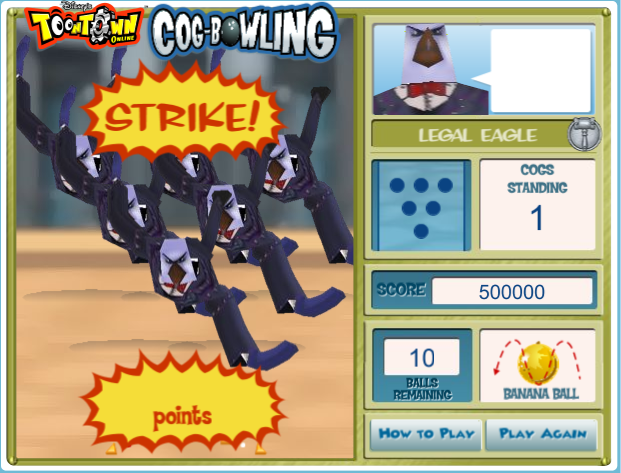 Disney's
TOONTOWN
ONLINE
COG-BOWLING
STRIKE!
points
LEGAL EAGLE
COGS
STANDING
1
SCORE
500000
10
BALLS
REMAINING
BANANA BALL
HOW TO PLAY
PLAY AGAIN